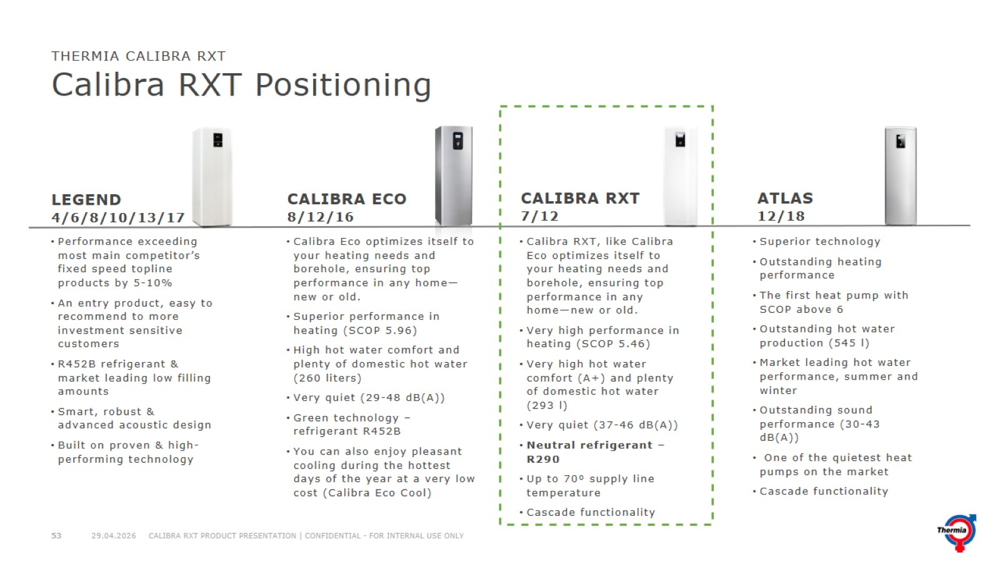 THERMIA CALIBRA RXT
Calibra RXT Positioning
LEGEND
4/6/8/10/13/17
• Performance exceeding
most main competitor’s
fixed speed topline
products by 5-10%
• An entry product, easy to
recommend to more
investment sensitive
customers
• R452B refrigerant &
market leading low filling
amounts
• Smart, robust &
advanced acoustic design
• Built on proven & high-
performing technology
CALIBRA ECO
8/12/16
• Calibra Eco optimizes itself to
your heating needs and
borehole, ensuring top
performance in any home—
new or old.
• Superior performance in
heating (SCOP 5.96)
• High hot water comfort and
plenty of domestic hot water
(260 liters)
• Very quiet (29-48 dB(A))
• Green technology –
refrigerant R452B
• You can also enjoy pleasant
cooling during the hottest
days of the year at a very low
cost (Calibra Eco Cool)
CALIBRA RXT
7/12
• Calibra RXT, like Calibra
Eco optimizes itself to
your heating needs and
borehole, ensuring top
performance in any
home—new or old.
• Very high performance in
heating (SCOP 5.46)
• Very high hot water
comfort (A+) and plenty
of domestic hot water
(293 l)
• Very quiet (37-46 dB(A))
• Neutral refrigerant –
R290
• Up to 70º supply line
temperature
• Cascade functionality
ATLAS
12/18
• Superior technology
• Outstanding heating
performance
• The first heat pump with
SCOP above 6
• Outstanding hot water
production (545 l)
• Market leading hot water
performance, summer and
winter
• Outstanding sound
performance (30-43
dB(A))
• One of the quietest heat
pumps on the market
• Cascade functionality
53 29.04.2026 CALIBRA RXT PRODUCT PRESENTATION | CONFIDENTIAL - FOR INTERNAL USE ONLY
Thermia